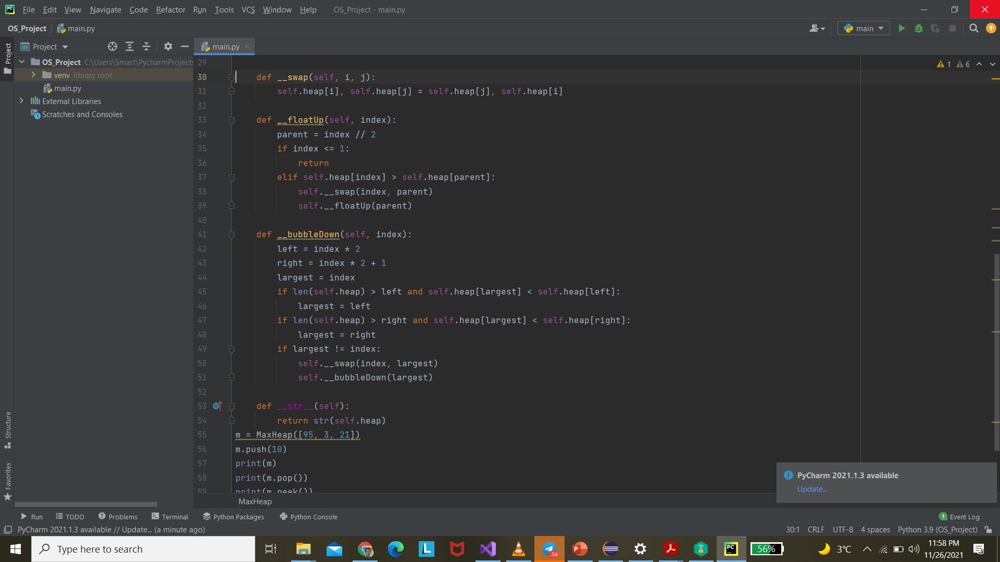 File Edit View Navigate Code Refactor Run Tools VCS Window Help OS_Project - main.py
OS_Project main.py main
Project main.py
OS_Project C:\Users\Smart\PycharmProjects
venv library root
main.py
External Libraries
Scratches and Consoles
Project
Structure
Favorites
1 6
29
30 def __swap(self, i, j):
31 self.heap[i], self.heap[j] = self.heap[j], self.heap[i]
32
33 def __floatUp(self, index):
34 parent = index // 2
35 if index <= 1:
36 return
37 elif self.heap[index] > self.heap[parent]:
38 self.__swap(index, parent)
39 self.__floatUp(parent)
40
41 def __bubbleDown(self, index):
42 left = index * 2
43 right = index * 2 + 1
44 largest = index
45 if len(self.heap) > left and self.heap[largest] < self.heap[left]:
46 largest = left
47 if len(self.heap) > right and self.heap[largest] < self.heap[right]:
48 largest = right
49 if largest != index:
50 self.__swap(index, largest)
51 self.__bubbleDown(largest)
52
53 def __str__(self):
54 return str(self.heap)
55 m = MaxHeap([95, 3, 21])
56 m.push(10)
57 print(m)
58 print(m.pop())
59 print(m.peek())
MaxHeap
PyCharm 2021.1.3 available
Update...
Run TODO Problems Terminal Python Packages Python Console 1 Event Log
PyCharm 2021.1.3 available // Update... (a minute ago) 30:1 CRLF UTF-8 4 spaces Python 3.9 (OS_Project)
Type here to search
..54
PC
56%
3°C
11:58 PM
11/26/2021